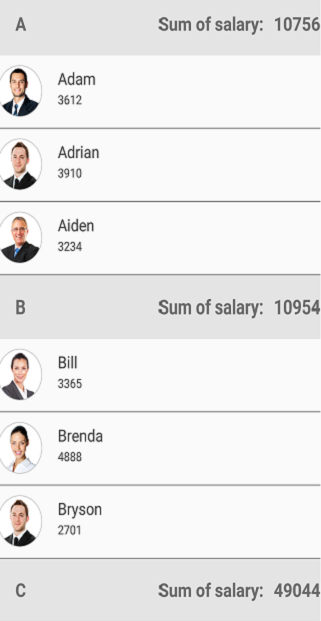 A Sum of salary: 10756
Adam
3612
Adrian
3910
Aiden
3234
B Sum of salary: 10954
Bill
3365
Brenda
4888
Bryson
2701
C Sum of salary: 49044